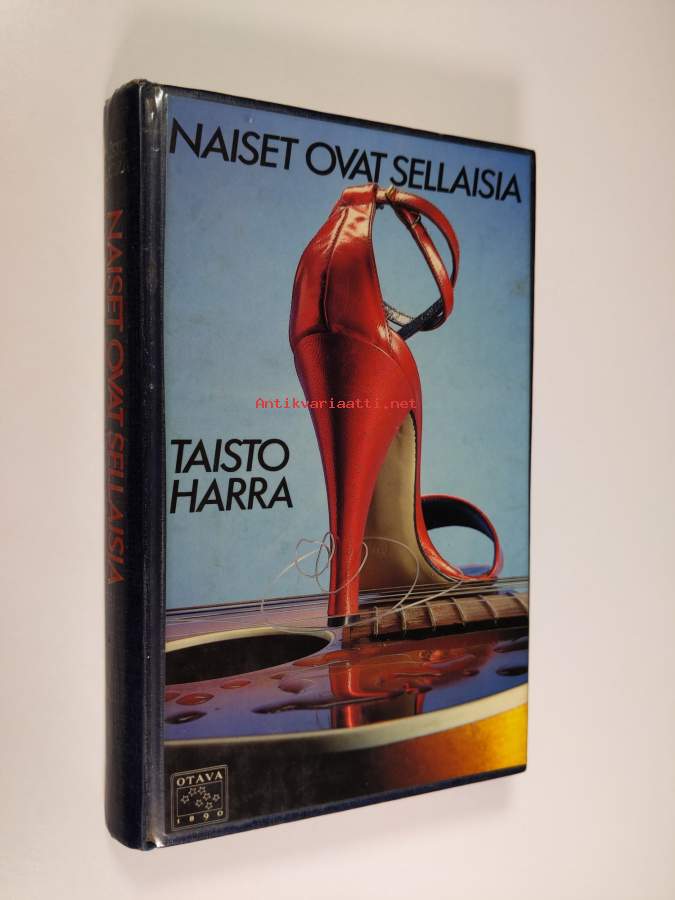 NAISET OVAT SELLAISIA
Antikvariaatti.net
TAISTO
HARRA
OTAVA
1890
NAISET OVAT SELLAISIA